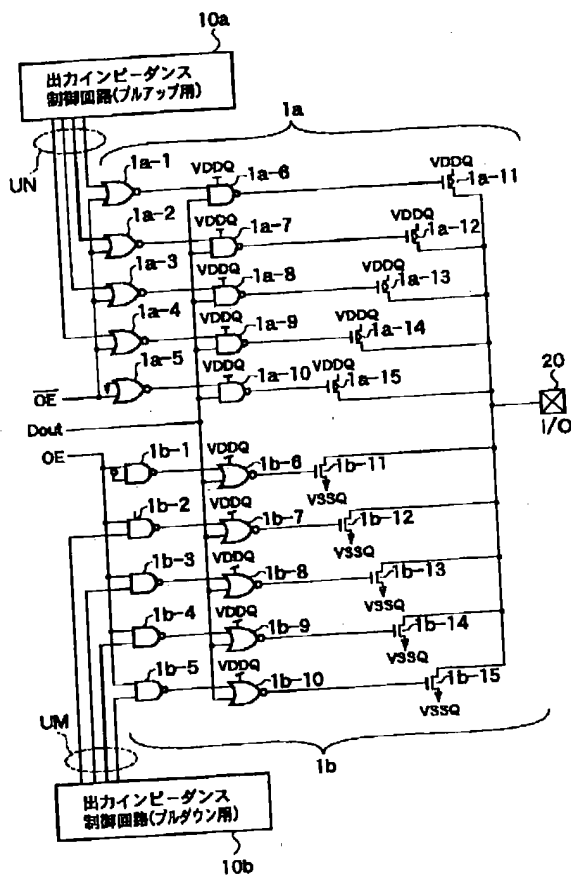 10a
出力インピーダンス
制御回路(プルアップ用)
UN
1a
1a-1
VDDQ
1a-6
VDDQ
1a-11
1a-2
VDDQ
1a-7
VDDQ
1a-12
1a-3
VDDQ
1a-8
VDDQ
1a-13
1a-4
VDDQ
1a-9
VDDQ
1a-14
1a-5
VDDQ
1a-10
VDDQ
1a-15
OE
Dout
OE
20
I/O
1b-1
VDDQ
1b-6
1b-11
VSSQ
1b-2
VDDQ
1b-7
1b-12
VSSQ
1b-3
VDDQ
1b-8
1b-13
VSSQ
1b-4
VDDQ
1b-9
1b-14
VSSQ
1b-5
VDDQ
1b-10
1b-15
VSSQ
UM
1b
出力インピーダンス
制御回路(プルダウン用)
10b